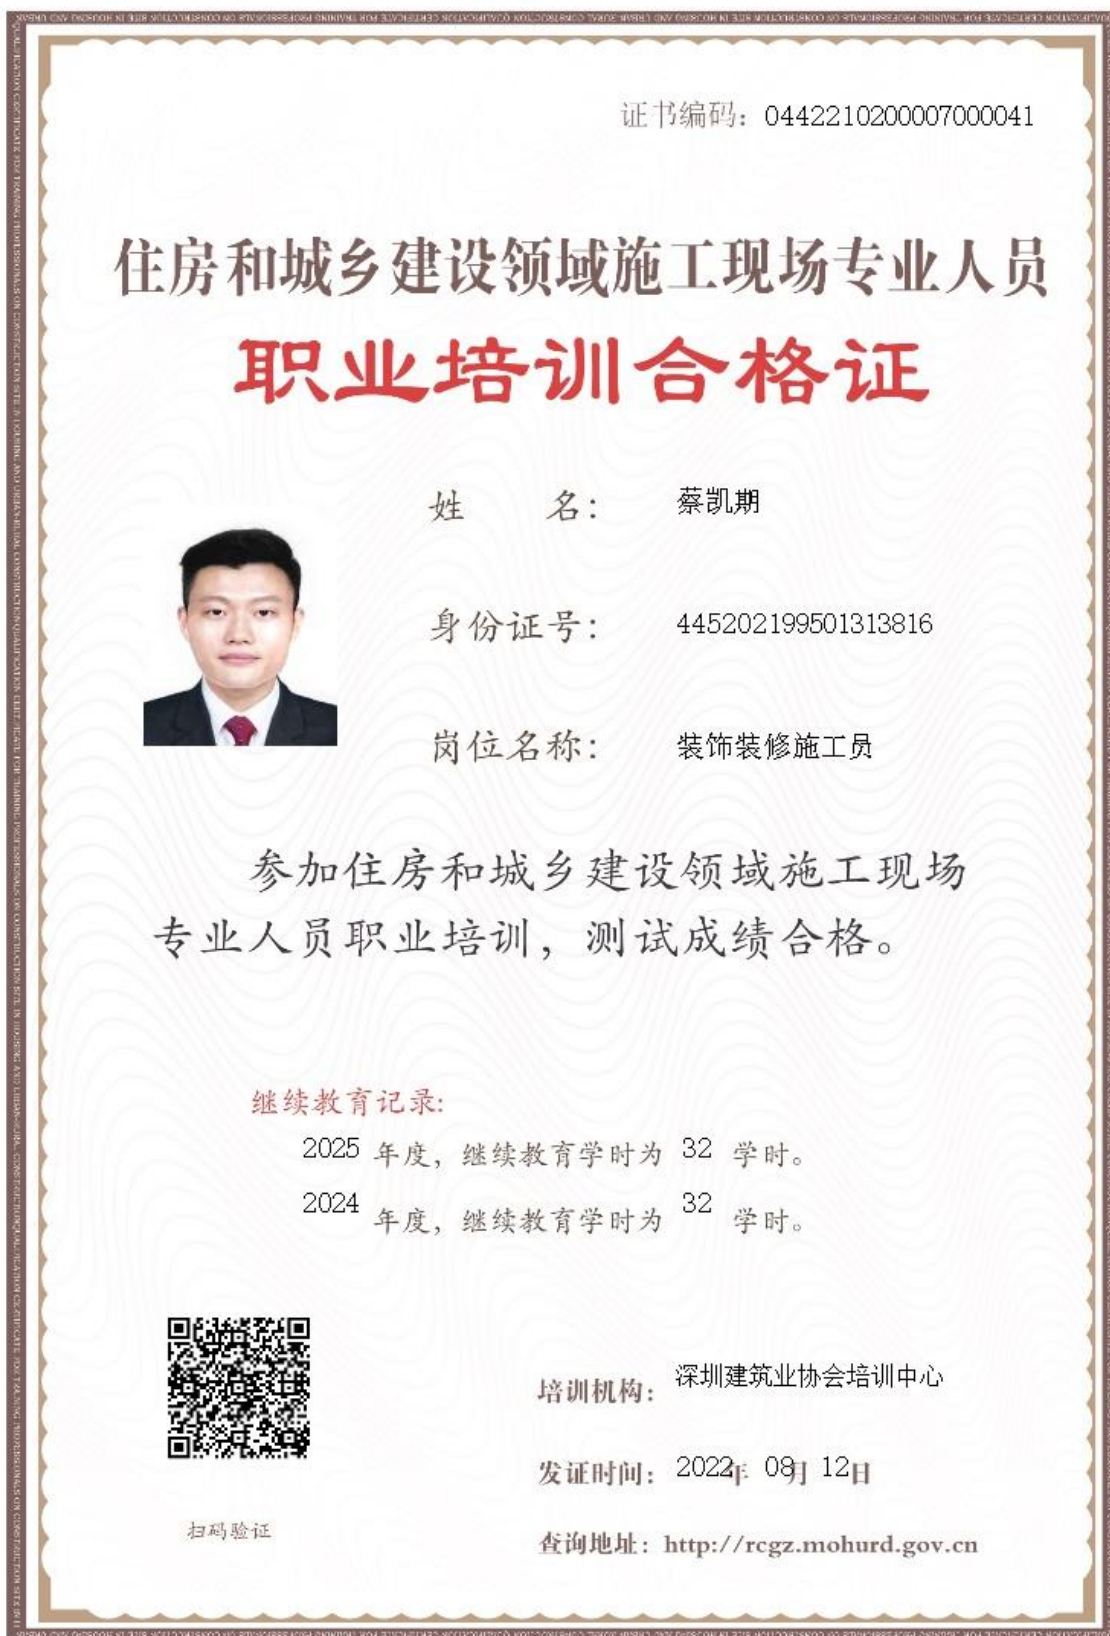 证书编码：0442210200007000041
住房和城乡建设领域施工现场专业人员
职业培训合格证
姓 名： 蔡凯期
身份证号： 445202199501313816
岗位名称： 装饰装修施工员
参加住房和城乡建设领域施工现场
专业人员职业培训，测试成绩合格。
继续教育记录:
2025 年度，继续教育学时为 32 学时。
2024 年度，继续教育学时为 32 学时。
培训机构： 深圳建筑业协会培训中心
发证时间： 2022年 08月 12日
扫码验证
查询地址：http://rcgz.mohurd.gov.cn